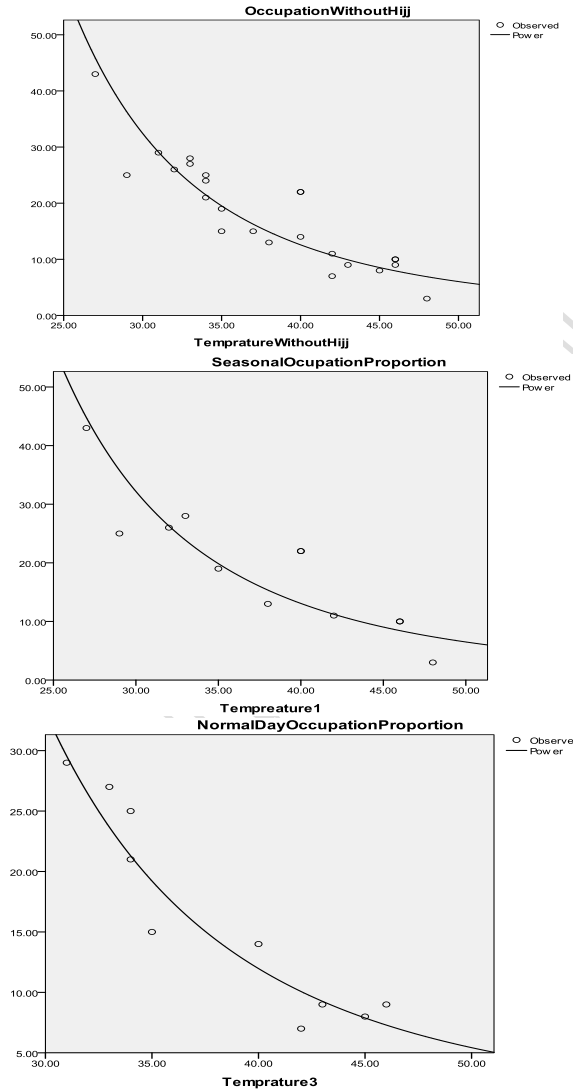 OccupationWithoutHijj
Observed
Power
50.00
40.00
30.00
20.00
10.00
0.00
25.00 30.00 35.00 40.00 45.00 50.00
TempratureWithoutHijj
SeasonalOcupationProportion
Observed
Power
50.00
40.00
30.00
20.00
10.00
0.00
25.00 30.00 35.00 40.00 45.00 50.00
Tempreature1
NormalDayOccupationProportion
Observe
Power
30.00
25.00
20.00
15.00
10.00
5.00
30.00 35.00 40.00 45.00 50.00
Temprature3